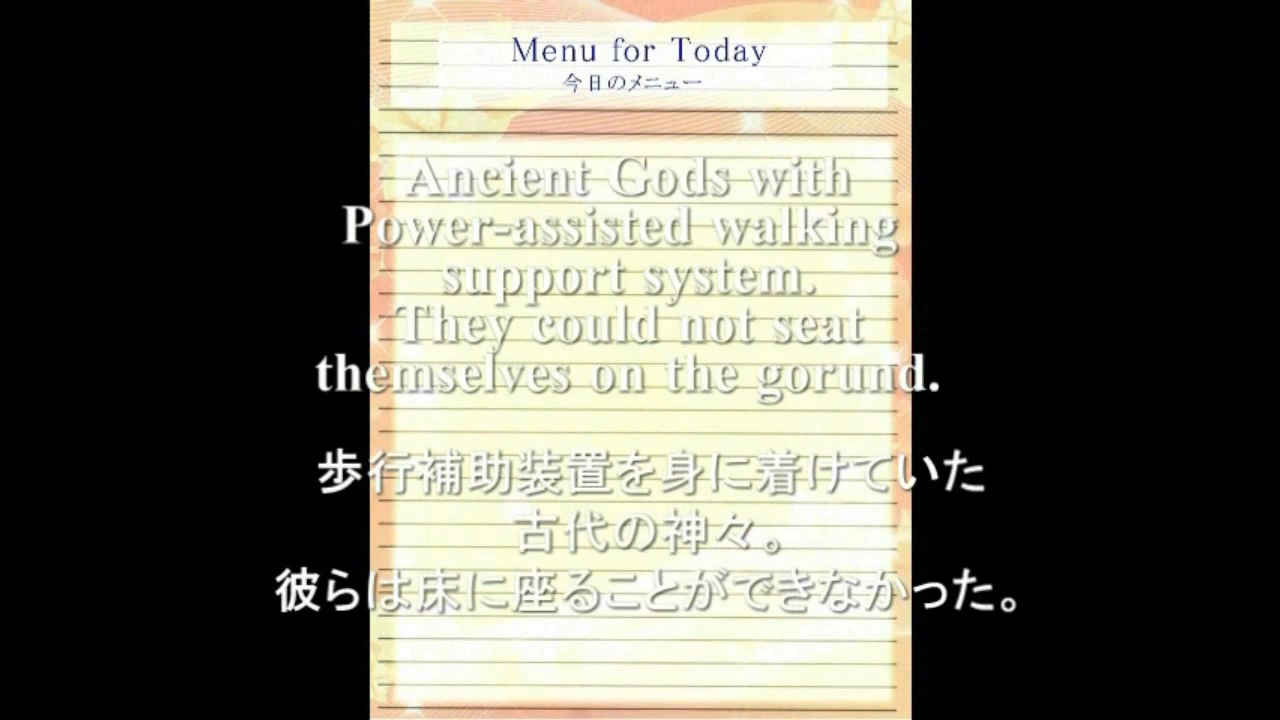 Menu for Today
今日のメニュー
Ancient Gods with
Power-assisted walking
support system.
They could not seat
themselves on the gorund.
歩行補助装置を身に着けていた
古代の神々。
彼らは床に座ることができなかった。